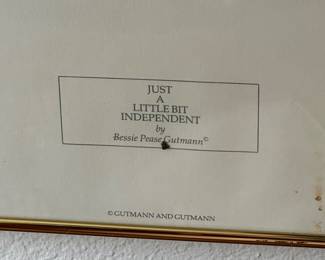 JUST
A
LITTLE BIT
INDEPENDENT
by
Bessie Pease Gutmann©
© GUTMANN AND GUTMANN